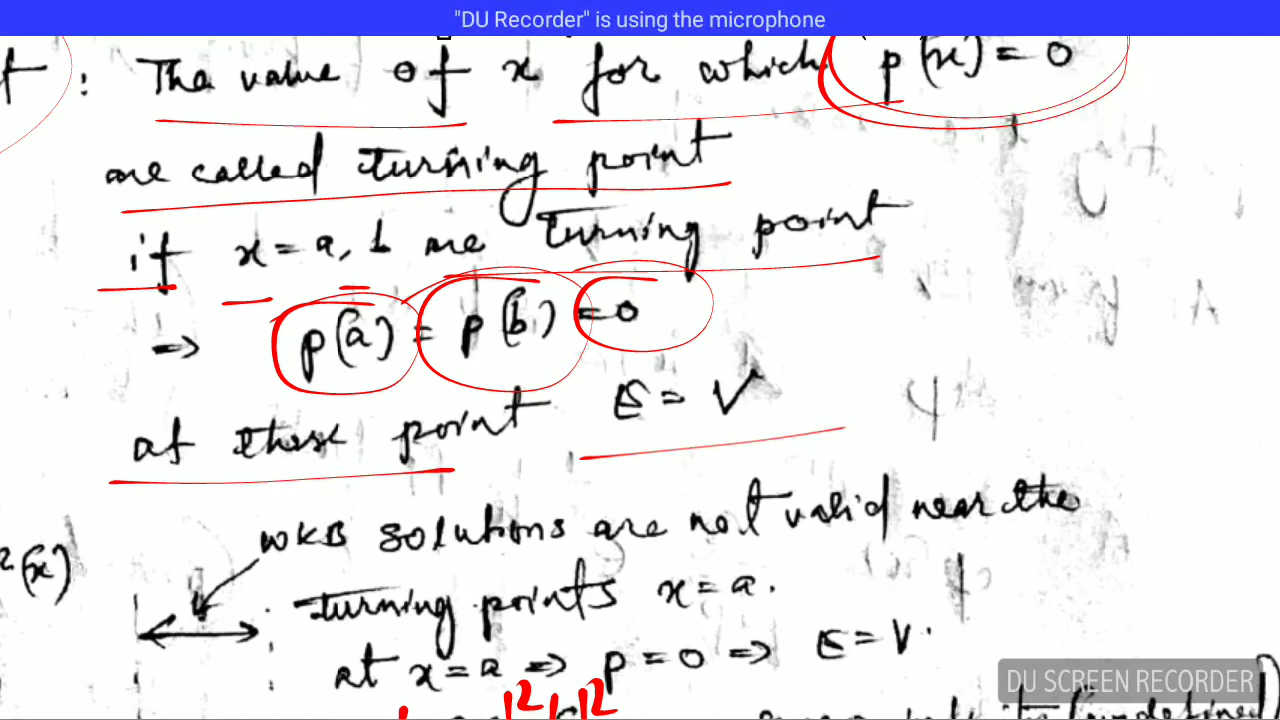 "DU Recorder" is using the microphone
: The value of x for which p(x) = 0
are called turning point
if x = a, b are turning point
⇒ p(a) = p(b) = 0
at these point E = V
WKB solutions are not valid near the
(x)
turning points x = a.
at x = a ⇒ p = 0 ⇒ E = V.
DU SCREEN RECORDER